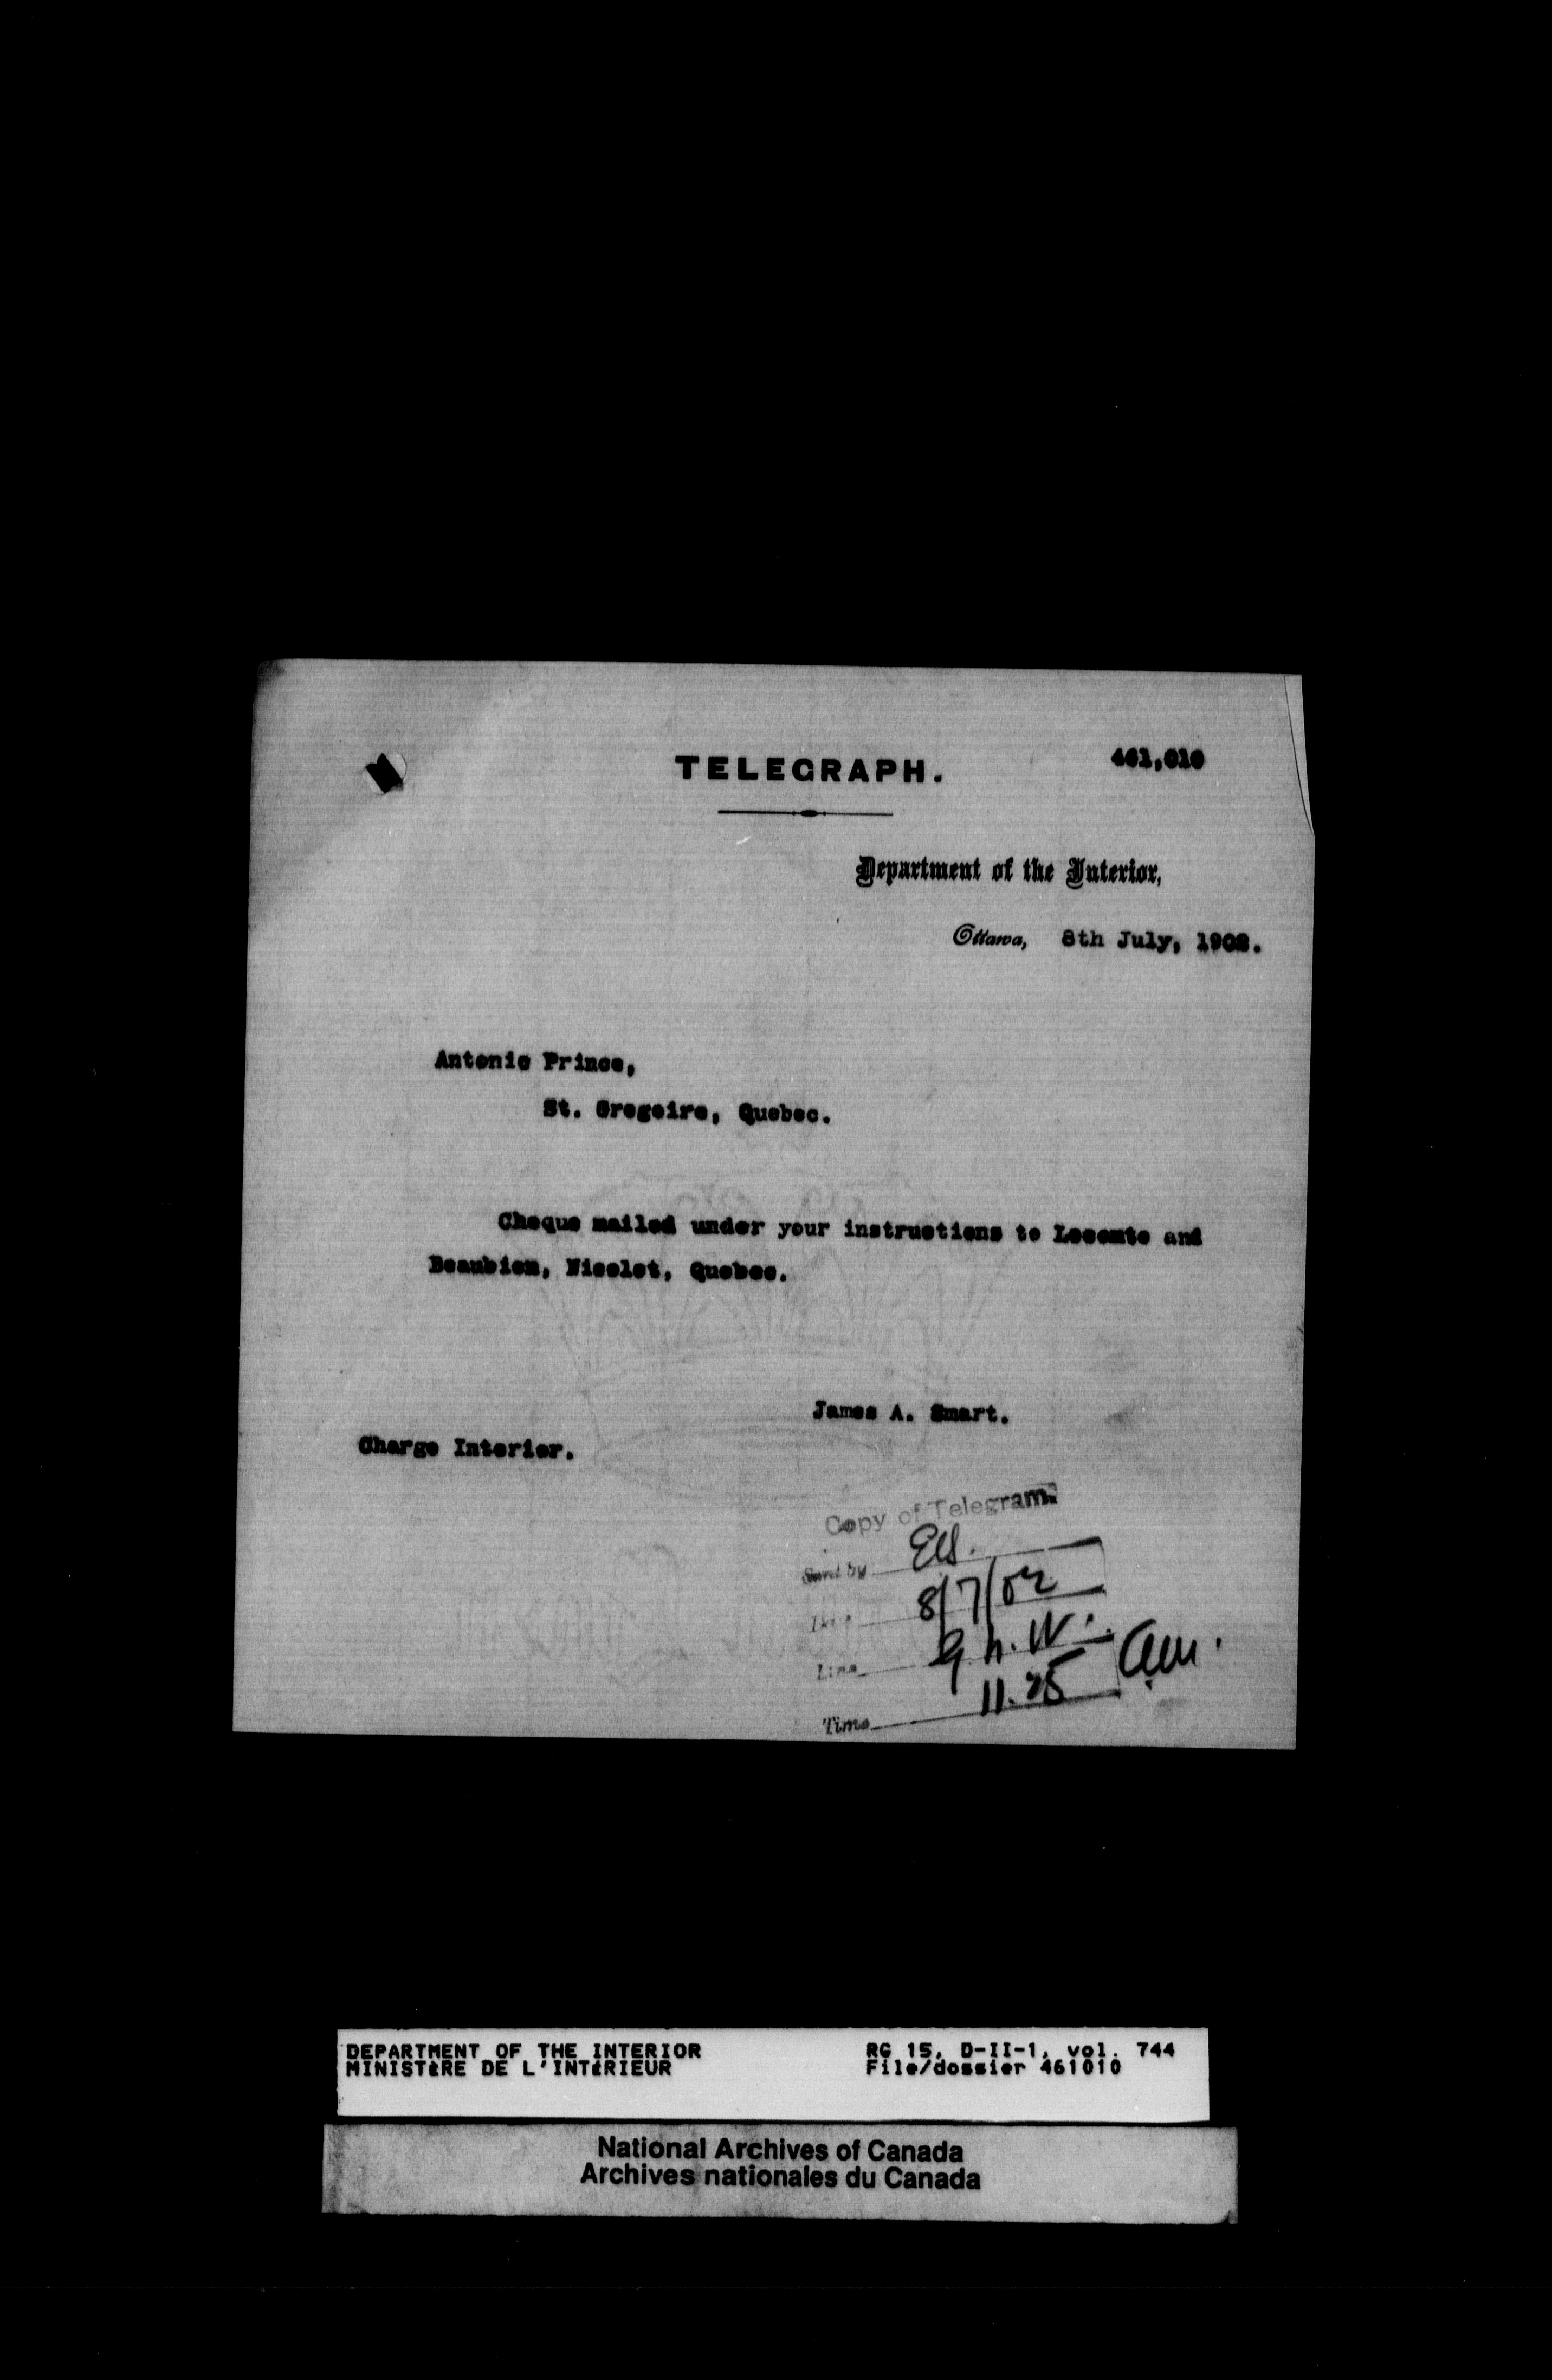 461,010
TELEGRAPH.
Department of the Interior,
Ottawa, 8th July, 1902.
Antonio Prince,
St. Gregoire, Quebec.
Cheque mailed under your instructions to Lecomte and
Beaubien, Nicolet, Quebec.
James A. Smart.
Charge Interior.
Copy of Telegram.
Sent by
8/7/02
Line G. N. W.
Time 11.25 am.
DEPARTMENT OF THE INTERIOR RG 15, D-II-1, vol. 744
MINISTÈRE DE L'INTÉRIEUR File/dossier 461010
National Archives of Canada
Archives nationales du Canada